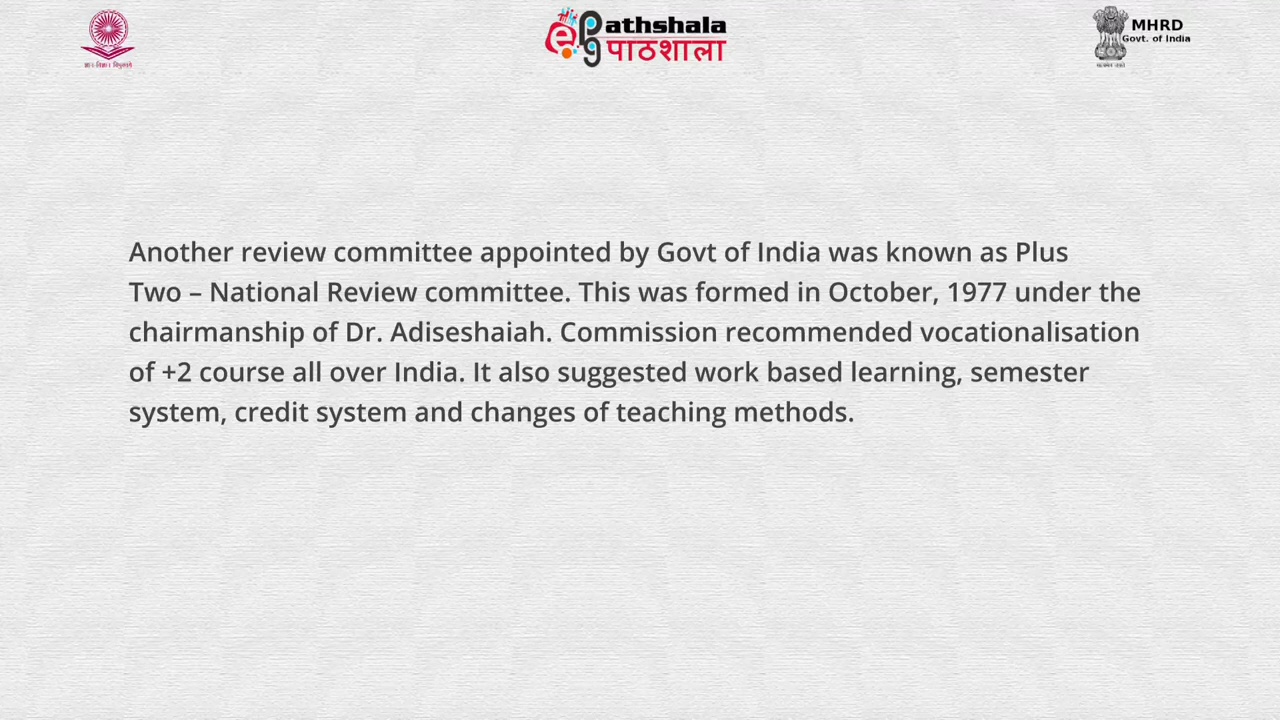 ePG Pathshala
पाठशाला
MHRD
Govt. of India
Another review committee appointed by Govt of India was known as Plus
Two – National Review committee. This was formed in October, 1977 under the
chairmanship of Dr. Adiseshaiah. Commission recommended vocationalisation
of +2 course all over India. It also suggested work based learning, semester
system, credit system and changes of teaching methods.